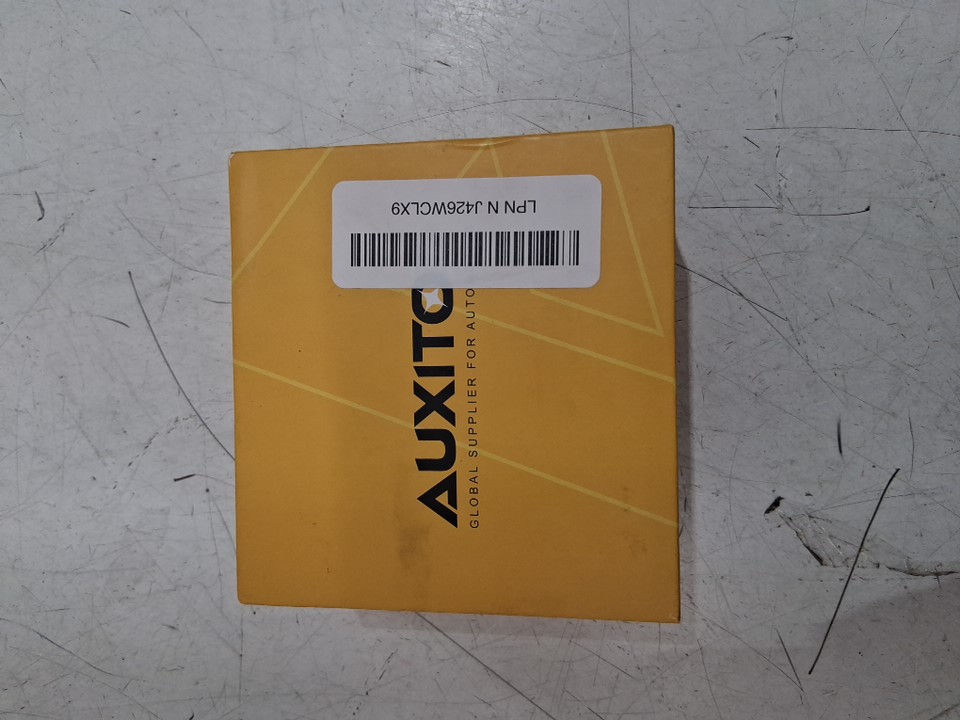 LPN N J426WCLX9
AUXITO
GLOBAL SUPPLIER FOR AUTO